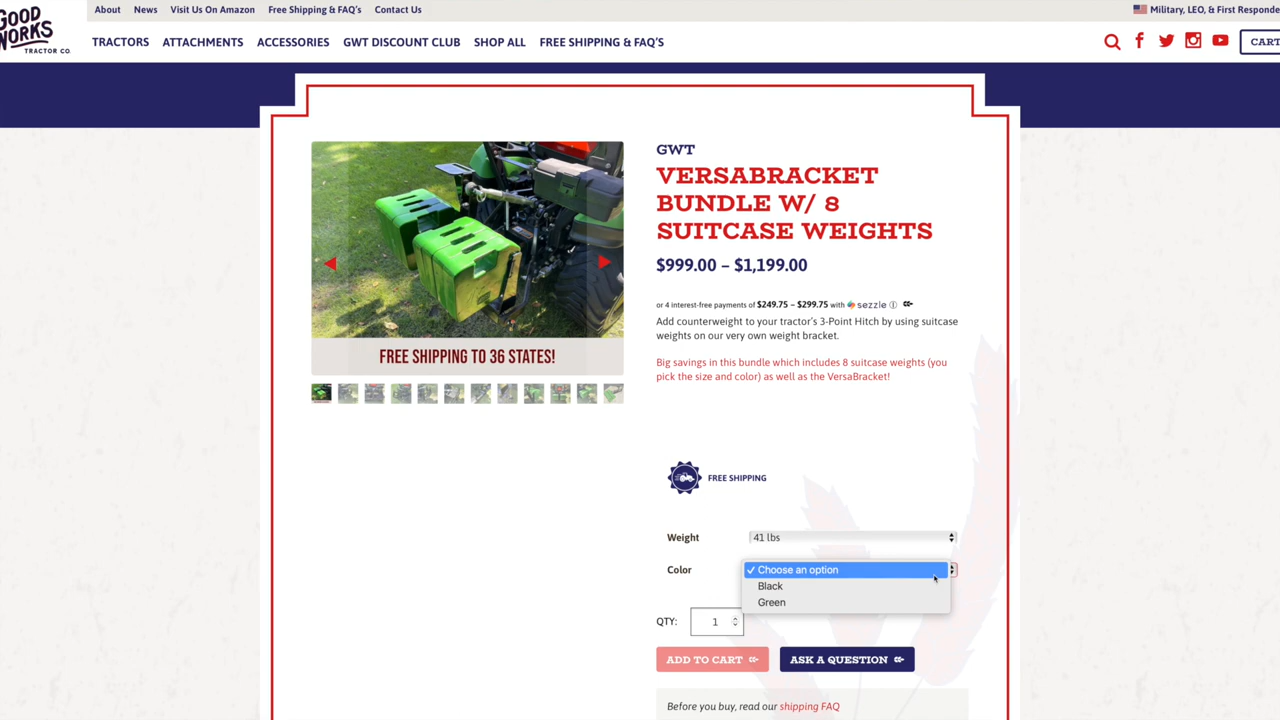 GOOD
WORKS
TRACTOR CO.
About News Visit Us On Amazon Free Shipping & FAQ's Contact Us
Military, LEO, & First Responde
TRACTORS ATTACHMENTS ACCESSORIES GWT DISCOUNT CLUB SHOP ALL FREE SHIPPING & FAQ'S
CART
FREE SHIPPING TO 36 STATES!
GWT
VERSABRACKET
BUNDLE W/ 8
SUITCASE WEIGHTS
$999.00 – $1,199.00
or 4 interest-free payments of $249.75 – $299.75 with sezzle
Add counterweight to your tractor's 3-Point Hitch by using suitcase
weights on our very own weight bracket.
Big savings in this bundle which includes 8 suitcase weights (you
pick the size and color) as well as the VersaBracket!
FREE SHIPPING
Weight 41 lbs
Color ✓ Choose an option
Black
Green
QTY: 1
ADD TO CART ASK A QUESTION
Before you buy, read our shipping FAQ